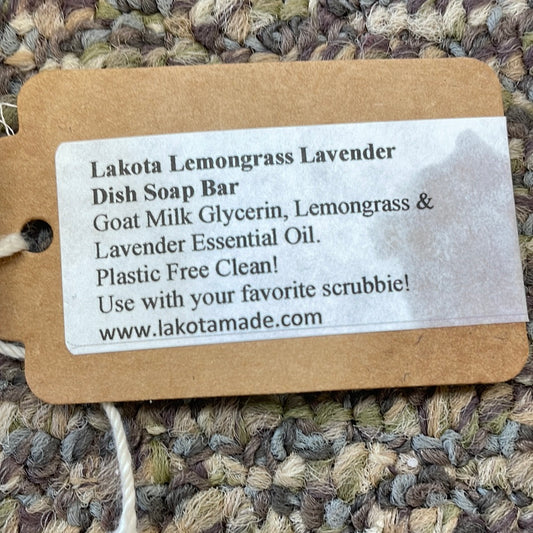 Lakota Lemongrass Lavender
Dish Soap Bar
Goat Milk Glycerin, Lemongrass &
Lavender Essential Oil.
Plastic Free Clean!
Use with your favorite scrubbie!
www.lakotamade.com